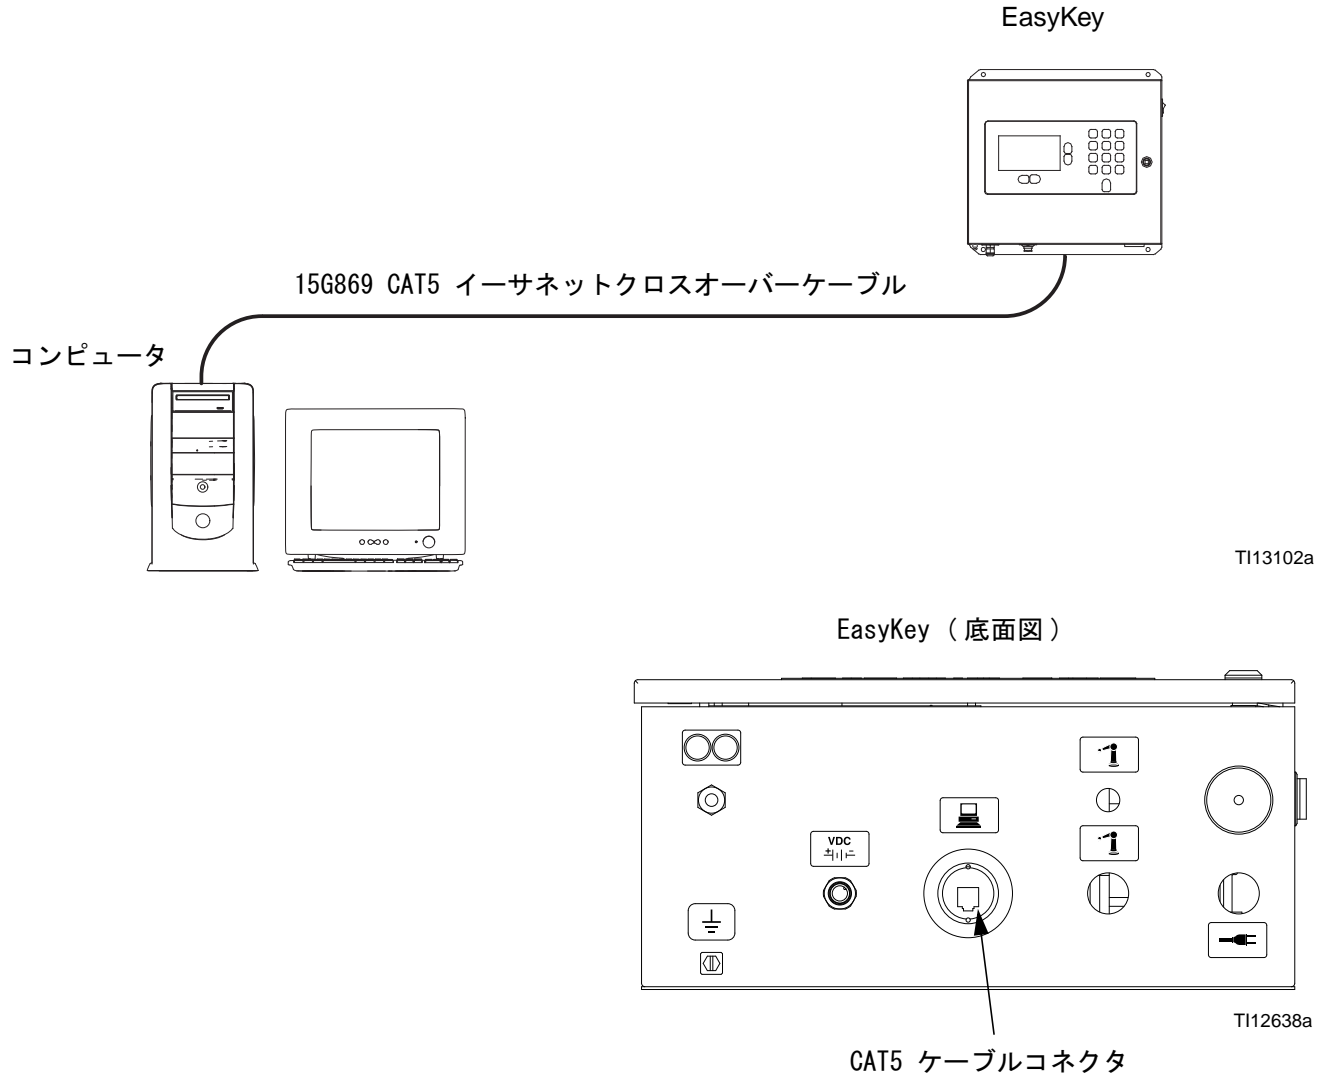 EasyKey
15G869 CAT5 イーサネットクロスオーバーケーブル
コンピュータ
TI13102a
EasyKey （底面図）
VDC
TI12638a
CAT5 ケーブルコネクタ